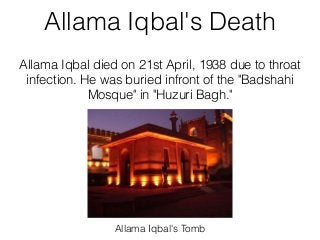 Allama Iqbal's Death
Allama Iqbal died on 21st April, 1938 due to throat
infection. He was buried infront of the "Badshahi
Mosque" in "Huzuri Bagh."
Allama Iqbal's Tomb